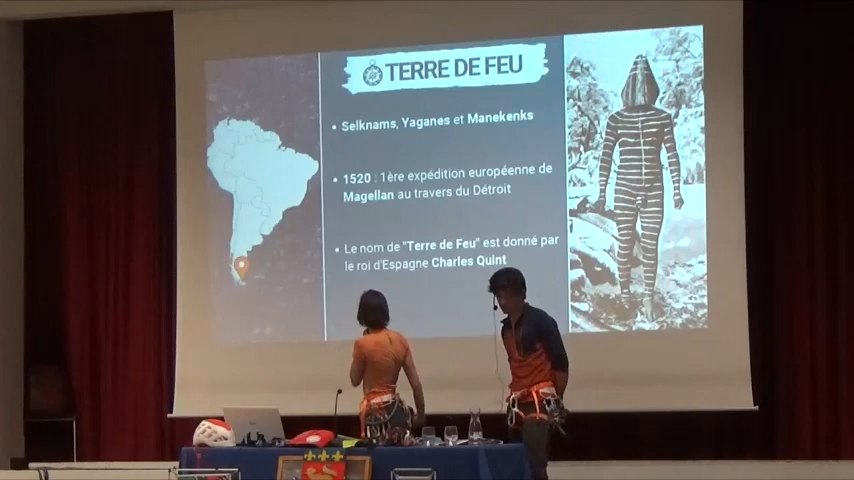 TERRE DE FEU
• Selknams, Yaganes et Manekenks
• 1520 : 1ère expédition européenne de
Magellan au travers du Détroit
• Le nom de "Terre de Feu" est donné par
le roi d'Espagne Charles Quint